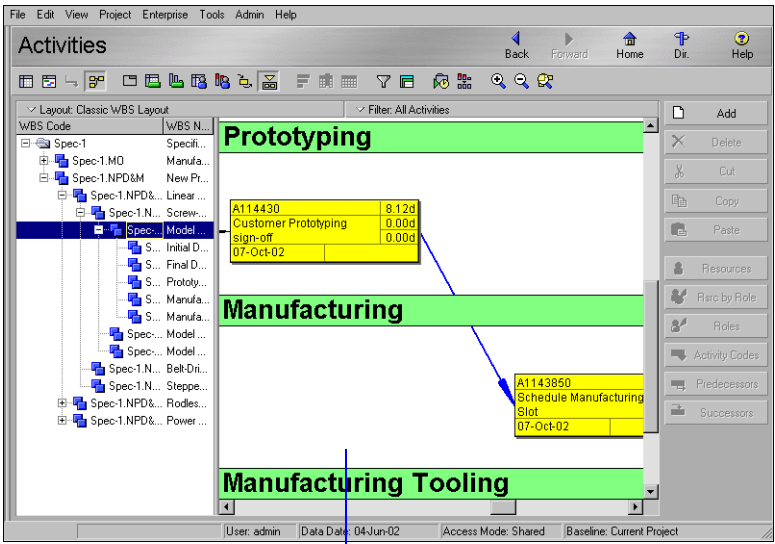 File Edit View Project Enterprise Tools Admin Help
Activities
Back Forward Home Dir. Help
Layout: Classic WBS Layout
Filter: All Activities
WBS Code WBS N...
Spec-1 Specifi...
Spec-1.MO Manufa...
Spec-1.NPD&M New Pr...
Spec-1.NPD&... Linear ...
Spec-1.N... Screw-...
Spec-... Model ...
S... Initial D...
S... Final D...
S... Prototy...
S... Manufa...
S... Manufa...
Spec-... Model ...
Spec-... Model ...
Spec-1.N... Belt-Dri...
Spec-1.N... Steppe...
Spec-1.NPD&... Rodles...
Spec-1.NPD&... Power ...
Prototyping
A114430 8.12d
Customer Prototyping 0.00d
sign-off 0.00d
07-Oct-02
Manufacturing
A1143850
Schedule Manufacturing
Slot
07-Oct-02
Manufacturing Tooling
Add
Delete
Cut
Copy
Paste
Resources
Rsrc by Role
Roles
Activity Codes
Predecessors
Successors
User: admin Data Date: 04-Jun-02 Access Mode: Shared Baseline: Current Project